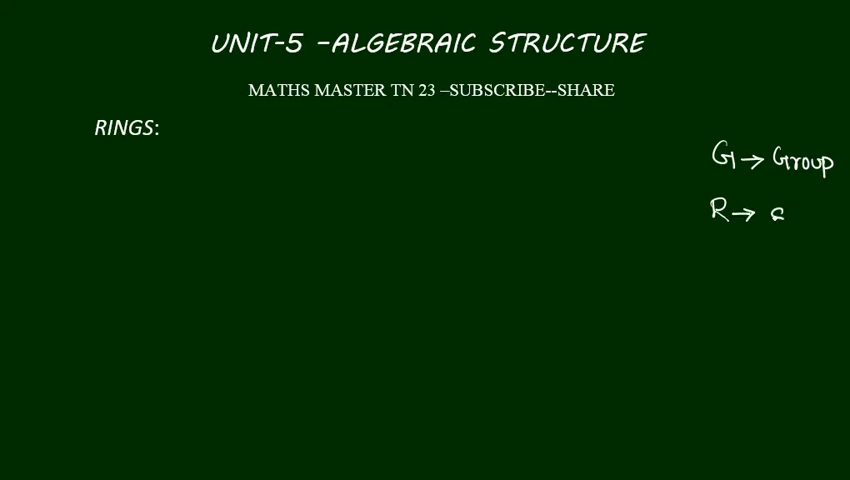 UNIT-5 –ALGEBRAIC STRUCTURE
MATHS MASTER TN 23 –SUBSCRIBE--SHARE
RINGS:
G → Group
R →